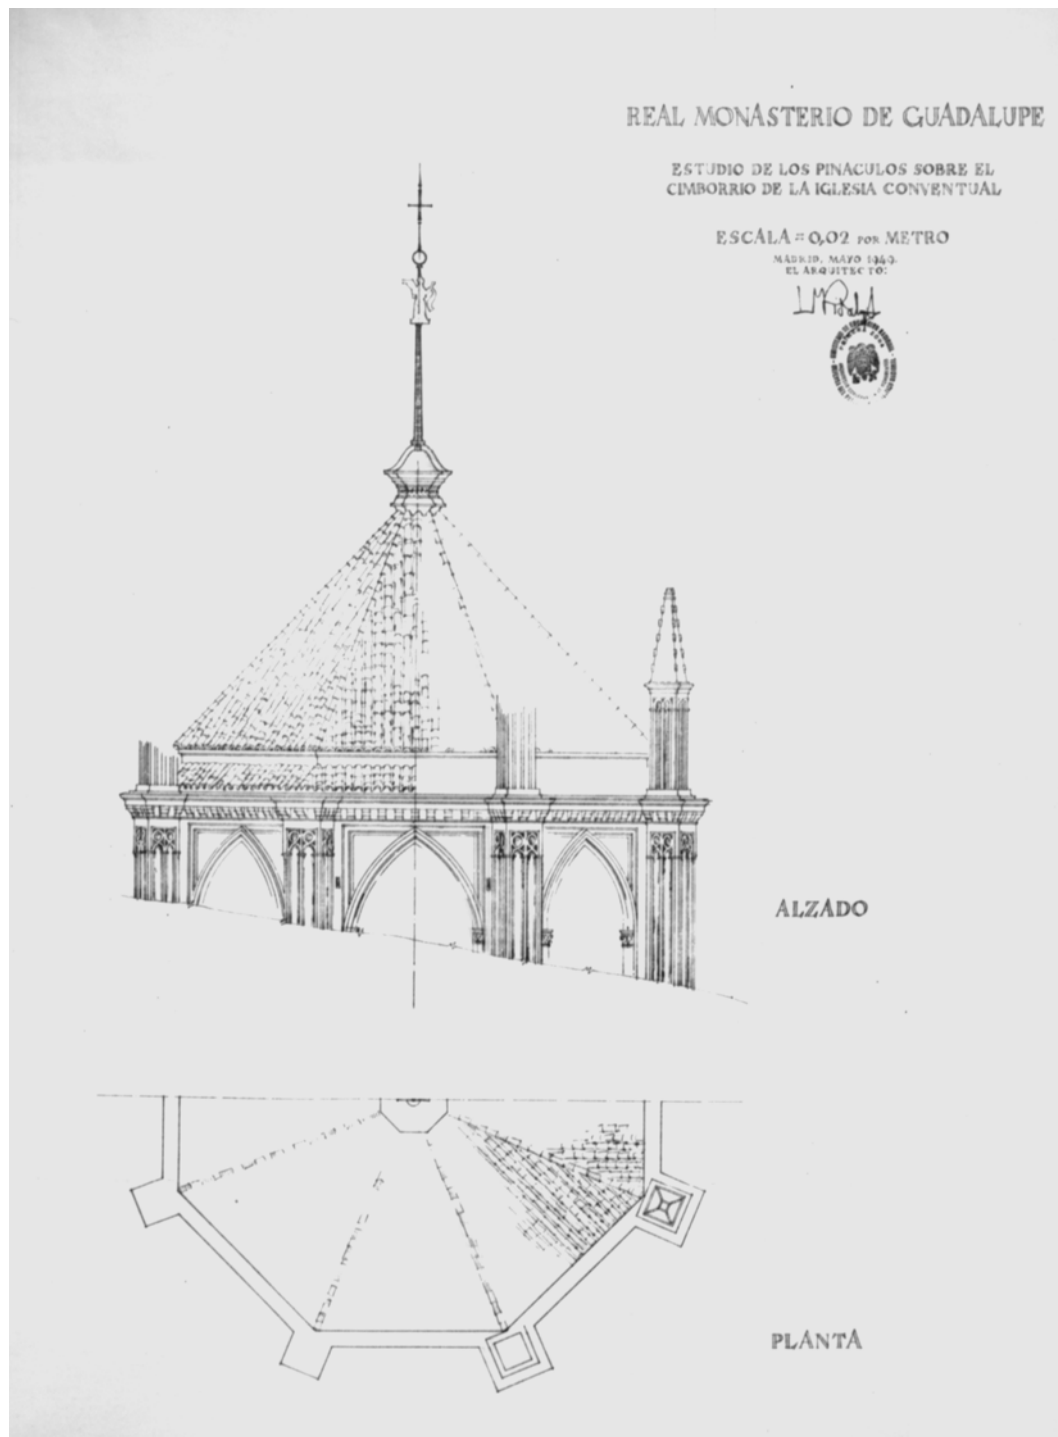 REAL MONASTERIO DE GUADALUPE
ESTUDIO DE LOS PINACULOS SOBRE EL
CIMBORRIO DE LA IGLESIA CONVENTUAL
ESCALA = 0,02 POR METRO
MADRID, MAYO 1949.
EL ARQUITECTO:
ALZADO
PLANTA